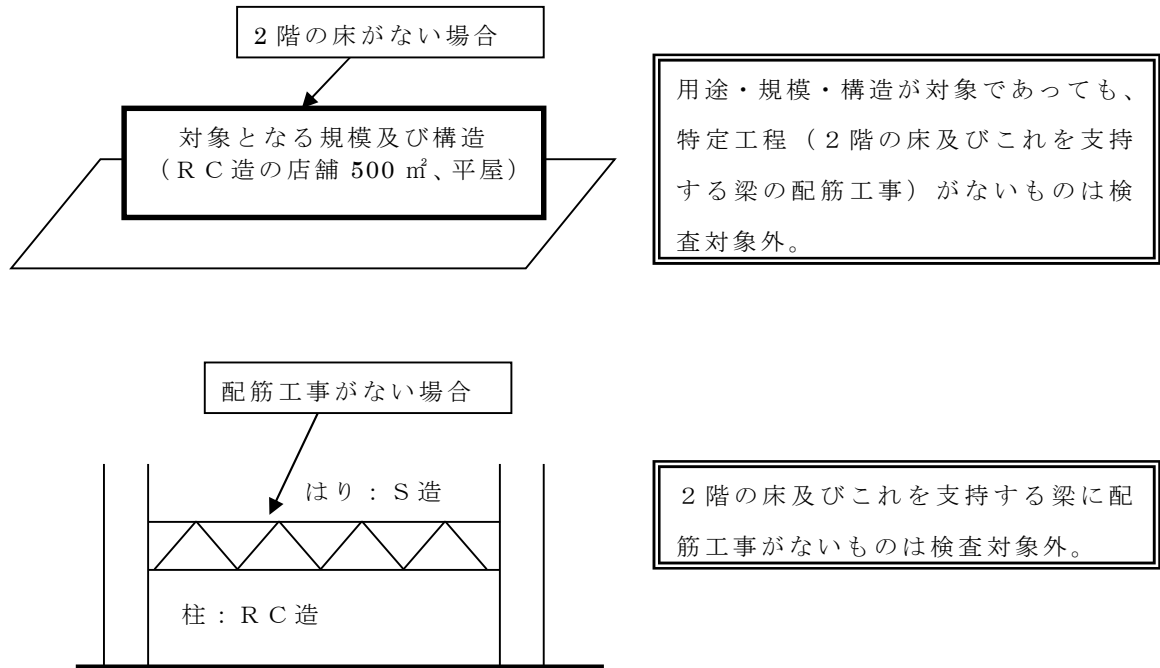 ２階の床がない場合
対象となる規模及び構造
（ＲＣ造の店舗 500 ㎡、平屋）
用途・規模・構造が対象であっても、
特定工程（２階の床及びこれを支持
する梁の配筋工事）がないものは検
査対象外。
配筋工事がない場合
はり：Ｓ造
柱：ＲＣ造
２階の床及びこれを支持する梁に配
筋工事がないものは検査対象外。